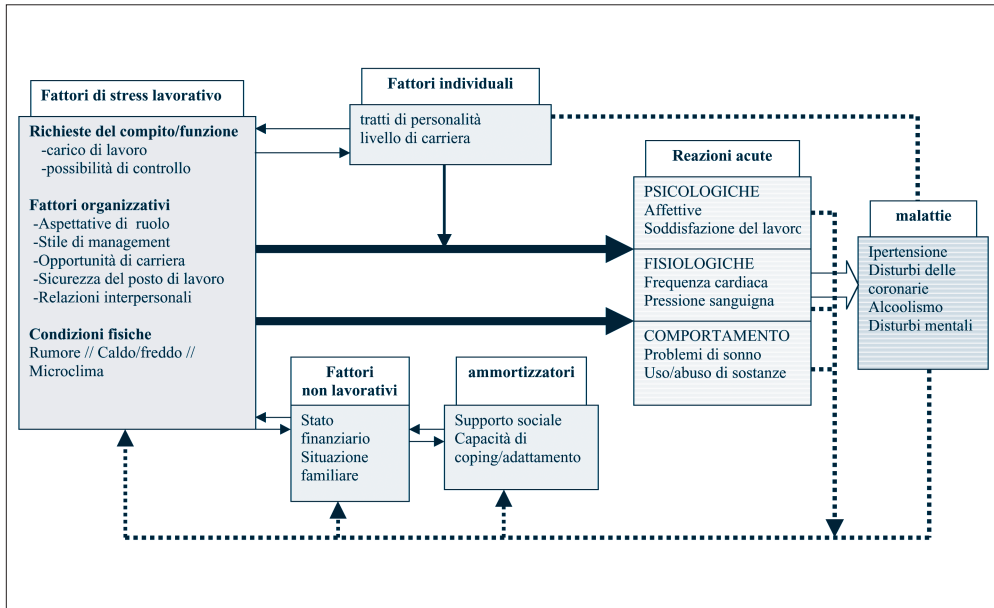 Fattori di stress lavorativo
Richieste del compito/funzione
-carico di lavoro
-possibilità di controllo
Fattori organizzativi
-Aspettative di ruolo
-Stile di management
-Opportunità di carriera
-Sicurezza del posto di lavoro
-Relazioni interpersonali
Condizioni fisiche
Rumore // Caldo/freddo //
Microclima
Fattori individuali
tratti di personalità
livello di carriera
Fattori
non lavorativi
Stato
finanziario
Situazione
familiare
ammortizzatori
Supporto sociale
Capacità di
coping/adattamento
Reazioni acute
PSICOLOGICHE
Affettive
Soddisfazione del lavoro
FISIOLOGICHE
Frequenza cardiaca
Pressione sanguigna
COMPORTAMENTO
Problemi di sonno
Uso/abuso di sostanze
malattie
Ipertensione
Disturbi delle
coronarie
Alcoolismo
Disturbi mentali